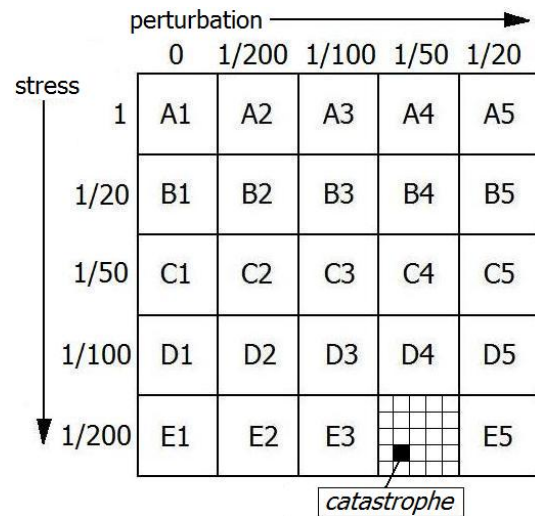 perturbation
0 1/200 1/100 1/50 1/20
stress
1 A1 A2 A3 A4 A5
1/20 B1 B2 B3 B4 B5
1/50 C1 C2 C3 C4 C5
1/100 D1 D2 D3 D4 D5
1/200 E1 E2 E3 E5
catastrophe